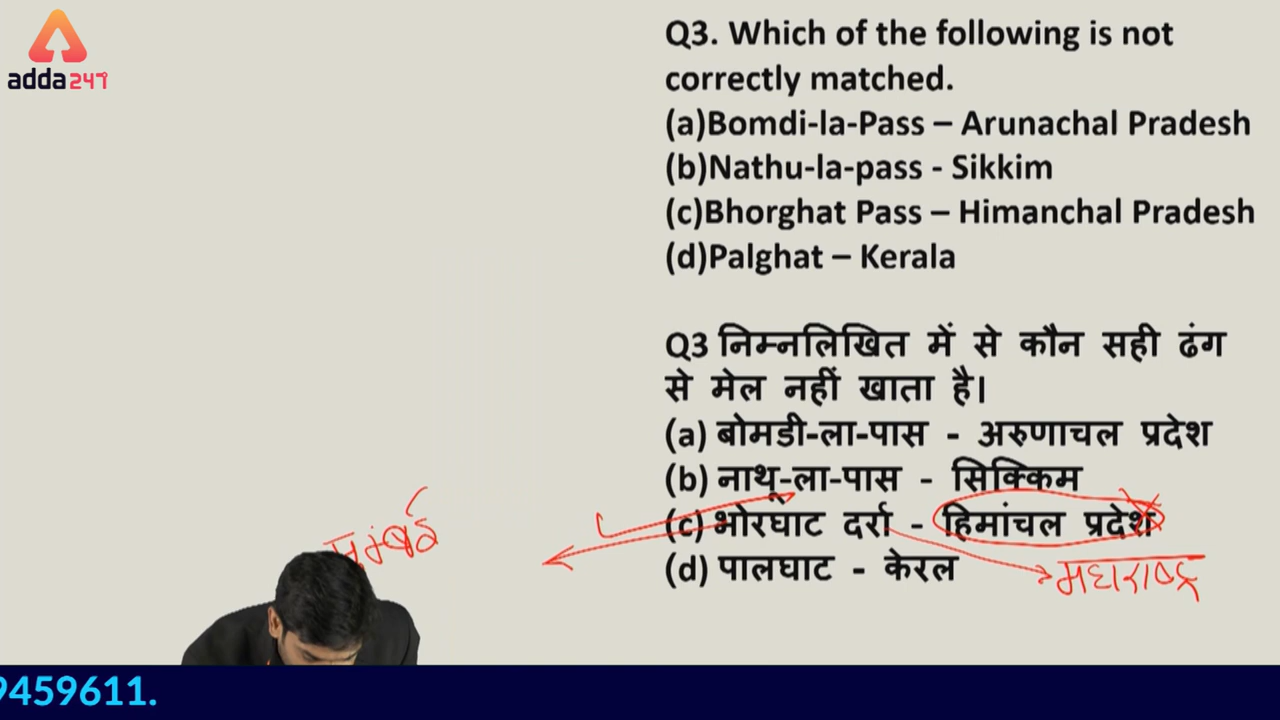 adda247
Q3. Which of the following is not
correctly matched.
(a)Bomdi-la-Pass – Arunachal Pradesh
(b)Nathu-la-pass - Sikkim
(c)Bhorghat Pass – Himanchal Pradesh
(d)Palghat – Kerala
Q3 निम्नलिखित में से कौन सही ढंग
से मेल नहीं खाता है।
(a) बोमडी-ला-पास - अरुणाचल प्रदेश
(b) नाथू-ला-पास - सिक्किम
(c) भोरघाट दर्रा - हिमांचल प्रदेश
(d) पालघाट - केरल
मुम्बई
महाराष्ट्र
9459611.